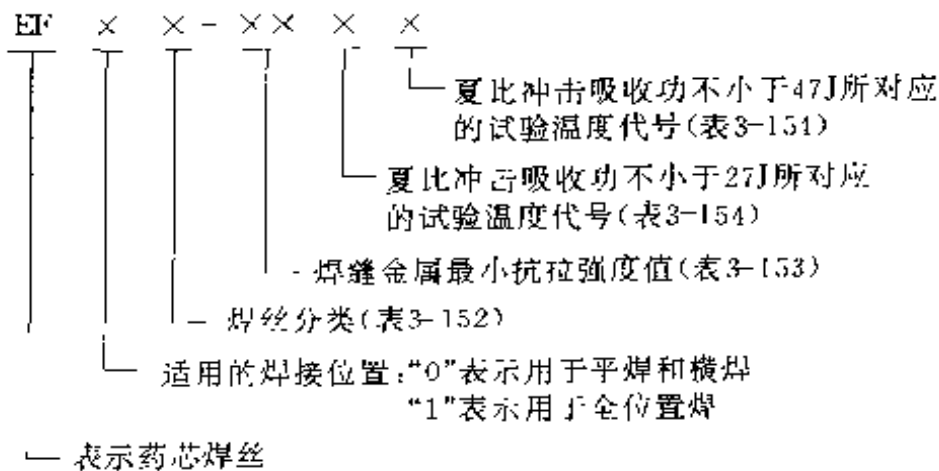 EF × × - ×× × ×
夏比冲击吸收功不小于47J所对应
的试验温度代号(表3-154)
夏比冲击吸收功不小于27J所对应
的试验温度代号(表3-154)
焊缝金属最小抗拉强度值(表3-153)
焊丝分类(表3-152)
适用的焊接位置:“0”表示用于平焊和横焊
“1”表示用于全位置焊
表示药芯焊丝